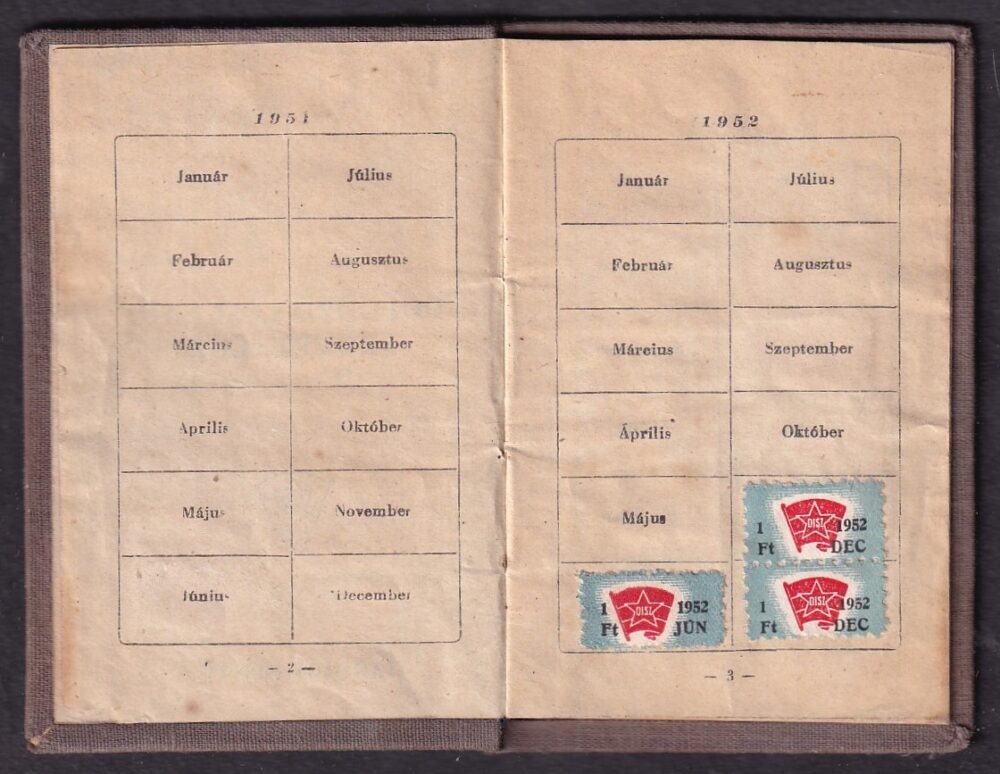 1951
Január Július
Február Augusztus
Március Szeptember
Április Október
Május November
Június December
— 2 —
1952
Január Július
Február Augusztus
Március Szeptember
Április Október
Május
DISZ
1 1952
Ft DEC
DISZ
1 1952
Ft JÚN
DISZ
1 1952
Ft DEC
— 3 —